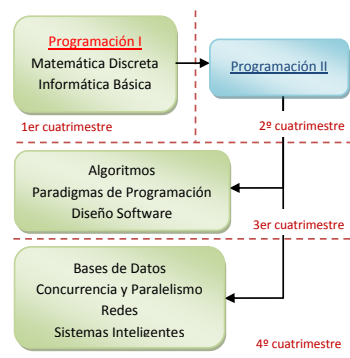 Programación I
Matemática Discreta
Informática Básica
Programación II
1er cuatrimestre
2º cuatrimestre
Algoritmos
Paradigmas de Programación
Diseño Software
3er cuatrimestre
Bases de Datos
Concurrencia y Paralelismo
Redes
Sistemas Inteligentes
4º cuatrimestre